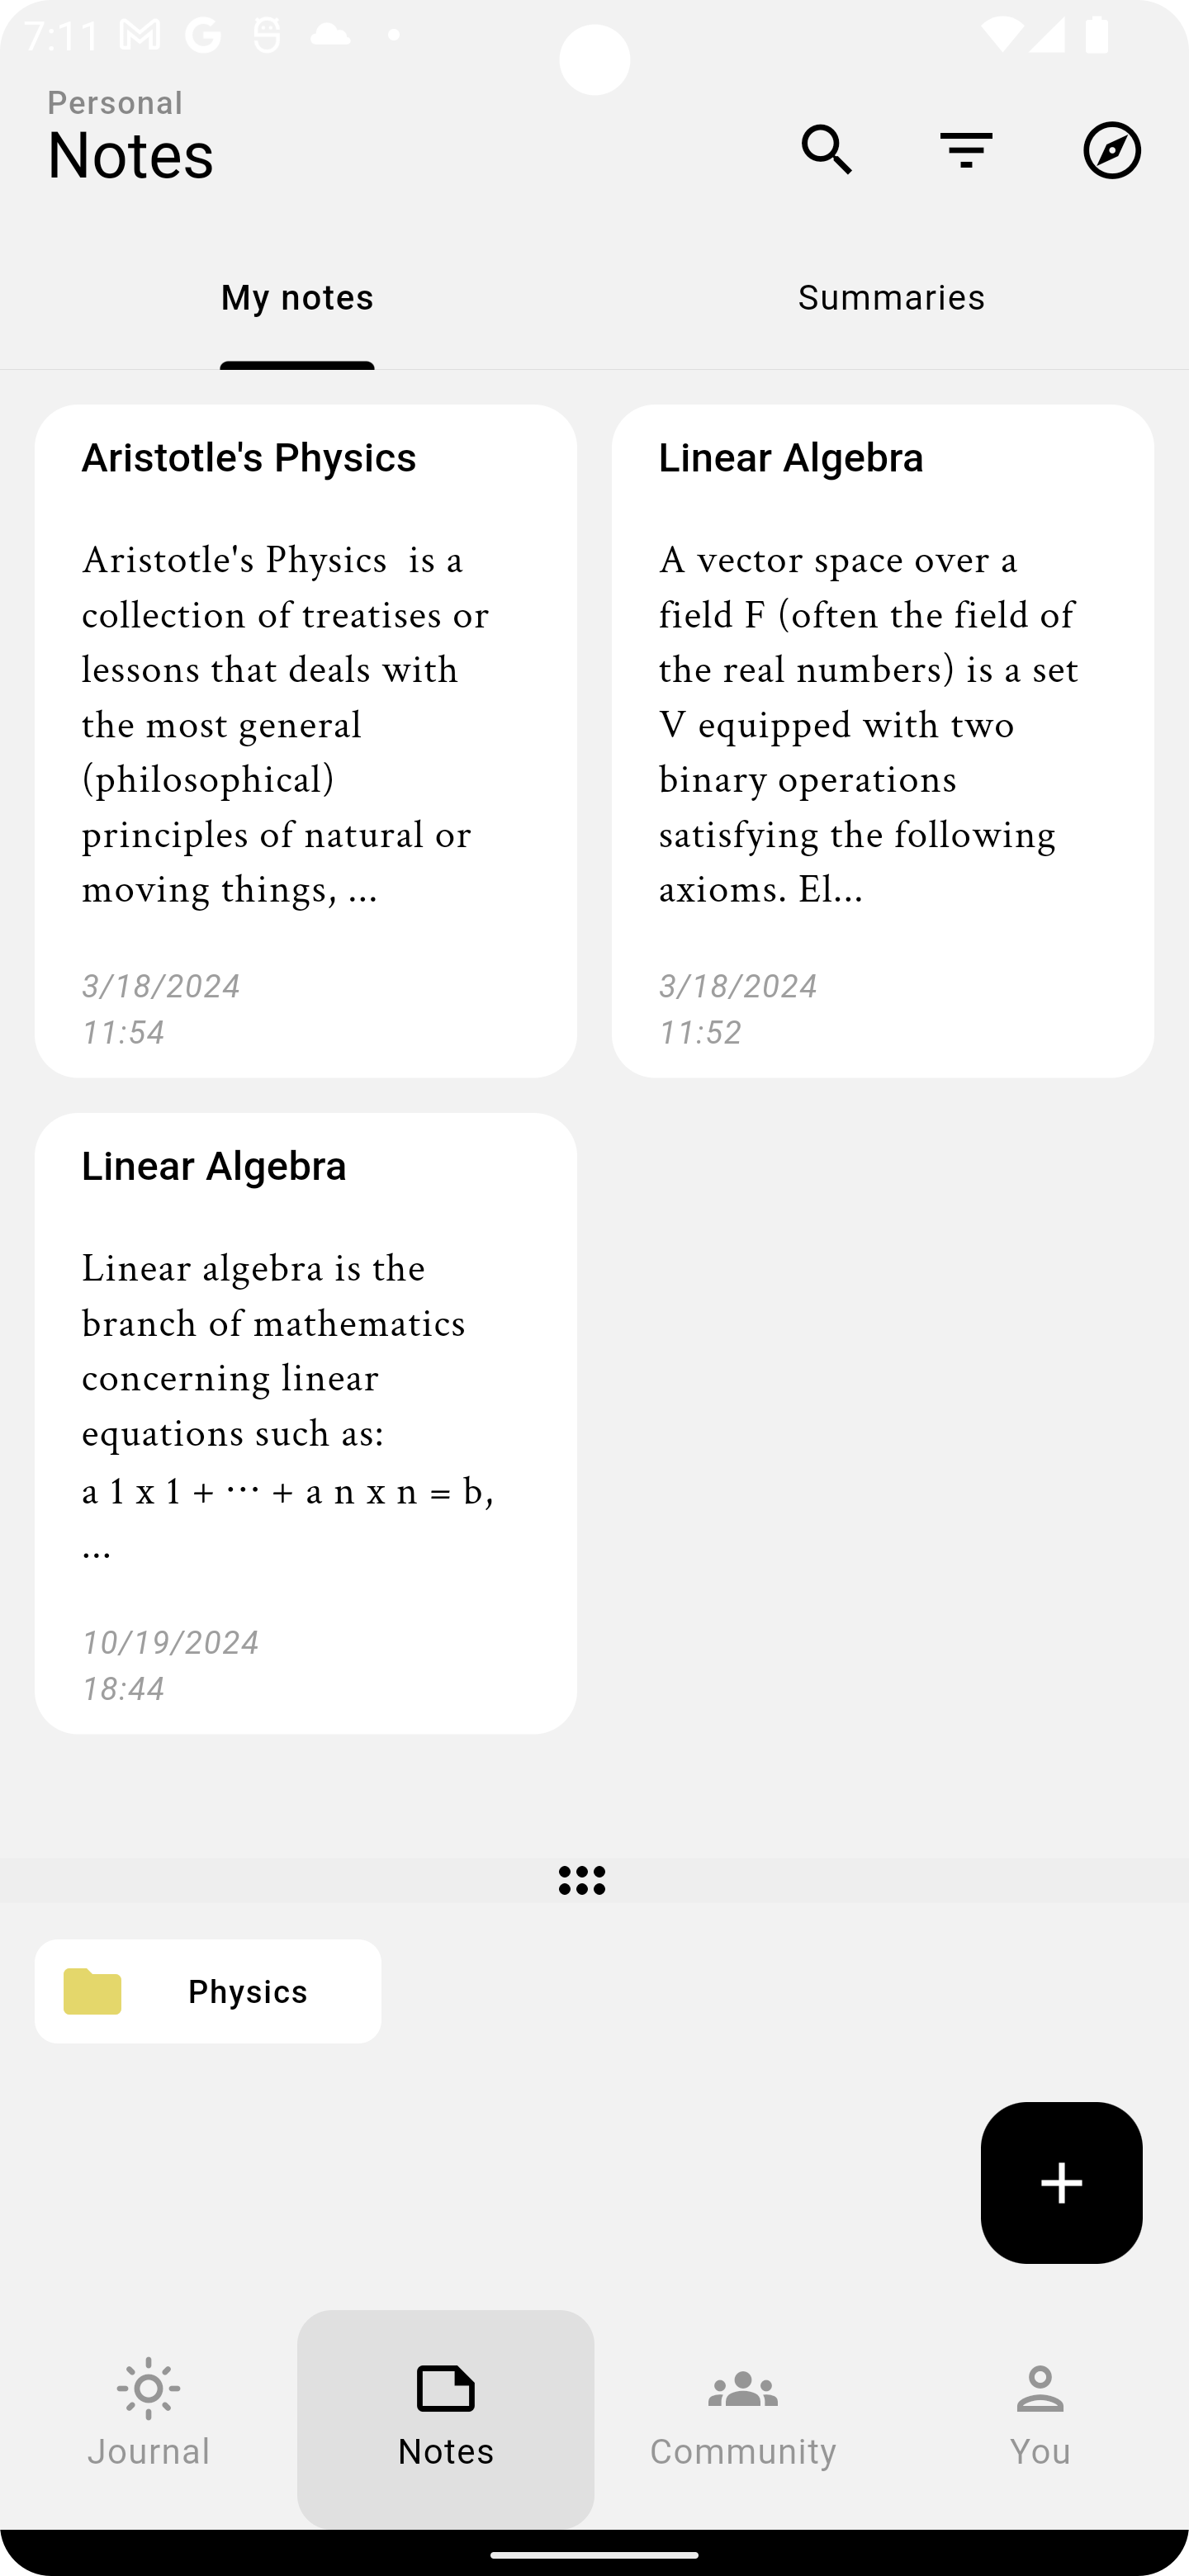 7:11
Personal
Notes
My notes
Summaries
Aristotle's Physics
Aristotle's Physics  is a
collection of treatises or
lessons that deals with
the most general
(philosophical)
principles of natural or
moving things, ...
3/18/2024
11:54
Linear Algebra
A vector space over a
field F (often the field of
the real numbers) is a set
V equipped with two
binary operations
satisfying the following
axioms. El...
3/18/2024
11:52
Linear Algebra
Linear algebra is the
branch of mathematics
concerning linear
equations such as:
a 1 x 1 + ⋯ + a n x n = b,
...
10/19/2024
18:44
Physics
Journal
Notes
Community
You